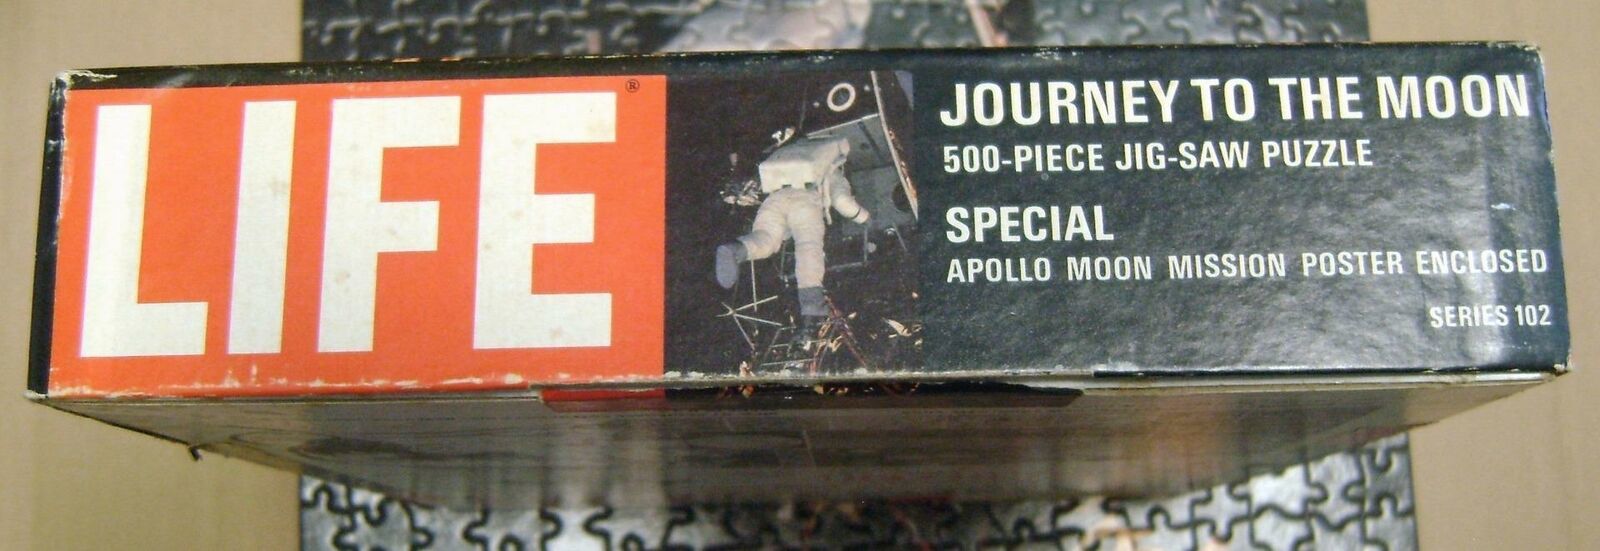 LIFE®
JOURNEY TO THE MOON
500-PIECE JIG-SAW PUZZLE
SPECIAL
APOLLO MOON MISSION POSTER ENCLOSED
SERIES 102